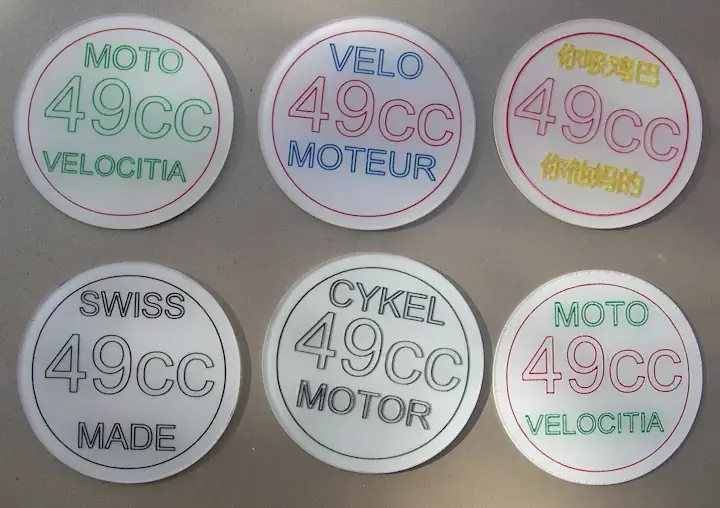 MOTO
49cc
VELOCITIA
VELO
49cc
MOTEUR
你吸鸡巴
49cc
你他妈的
SWISS
49cc
MADE
CYKEL
49cc
MOTOR
MOTO
49cc
VELOCITIA